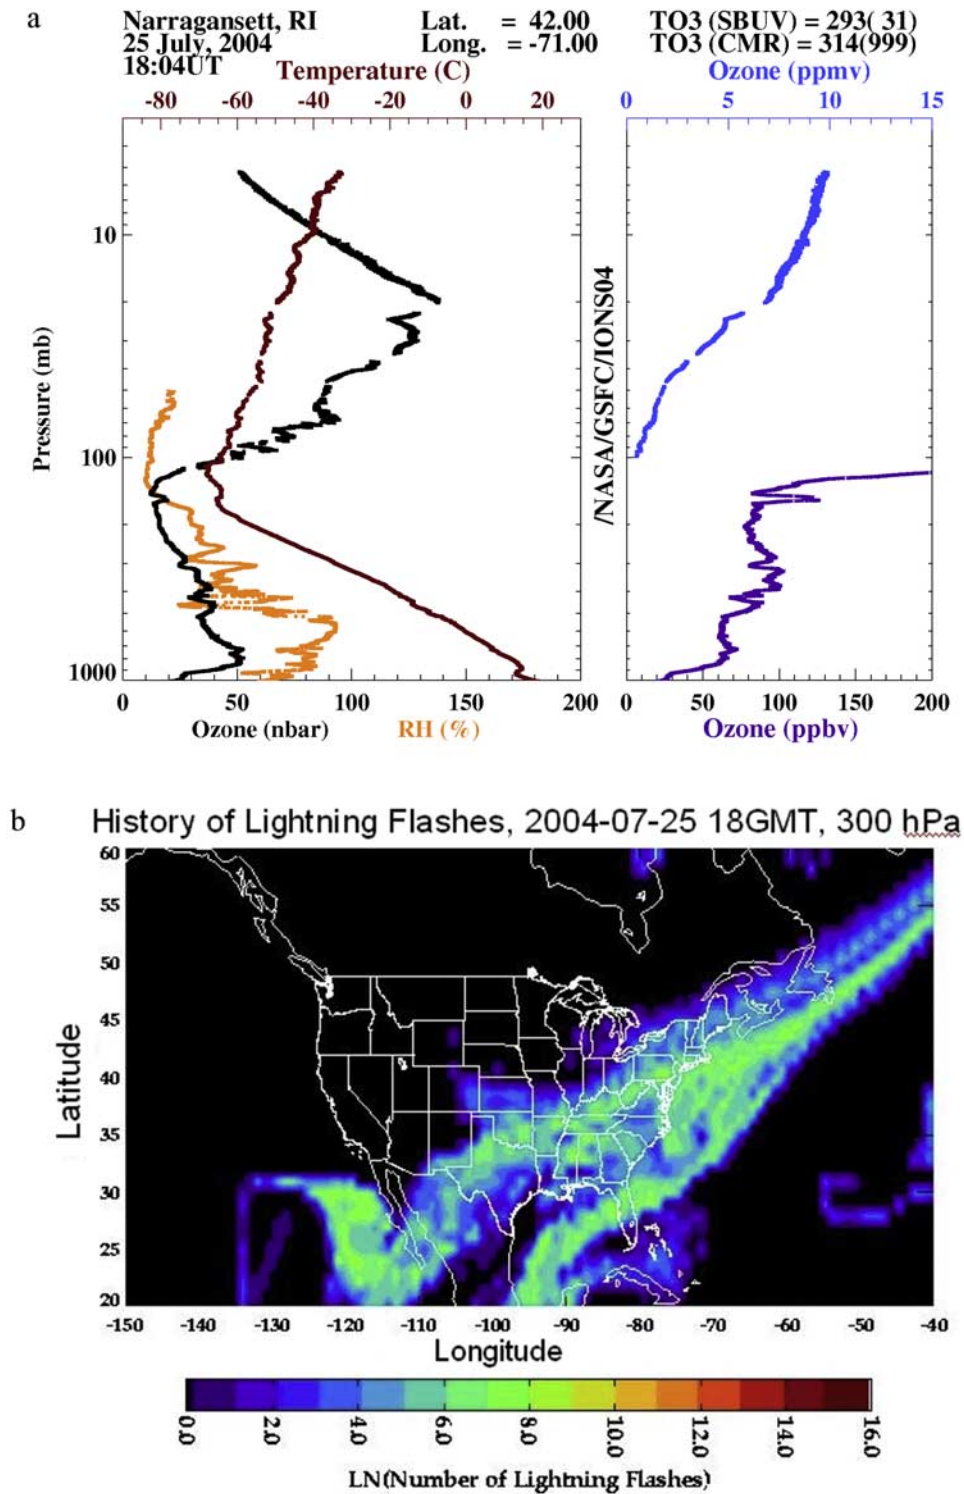 a
Narragansett, RI Lat. = 42.00 TO3 (SBUV) = 293( 31)
25 July, 2004 Long. = -71.00 TO3 (CMR) = 314(999)
18:04UT Temperature (C) Ozone (ppmv)
-80 -60 -40 -20 0 20 0 5 10 15
10
100
1000
Pressure (mb)
/NASA/GSFC/IONS04
0 50 100 150 200 0 50 100 150 200
Ozone (nbar) RH (%) Ozone (ppbv)
b
History of Lightning Flashes, 2004-07-25 18GMT, 300 hPa
60
55
50
45
40
35
30
25
20
Latitude
-150 -140 -130 -120 -110 -100 -90 -80 -70 -60 -50 -40
Longitude
0.0 2.0 4.0 6.0 8.0 10.0 12.0 14.0 16.0
LN(Number of Lightning Flashes)